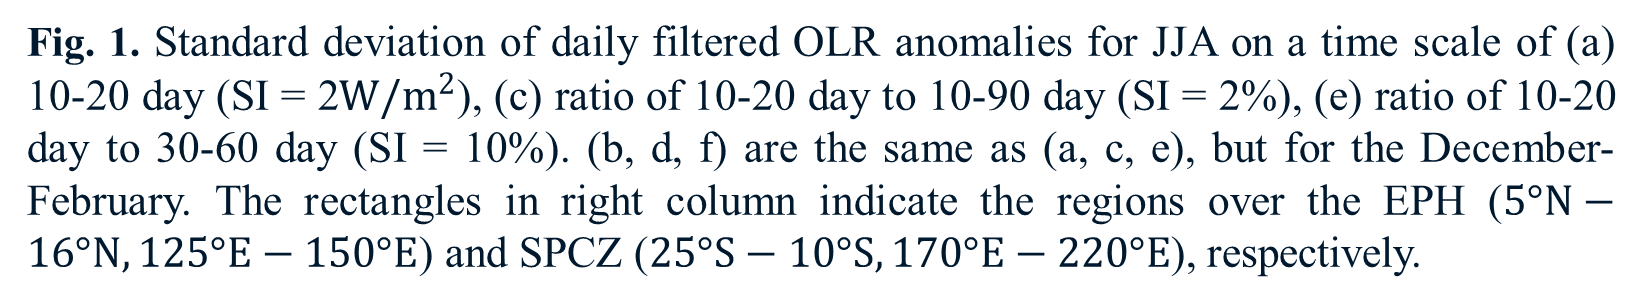 Fig. 1. Standard deviation of daily filtered OLR anomalies for JJA on a time scale of (a)
10-20 day (SI = 2W/m²), (c) ratio of 10-20 day to 10-90 day (SI = 2%), (e) ratio of 10-20
day to 30-60 day (SI = 10%). (b, d, f) are the same as (a, c, e), but for the December-
February. The rectangles in right column indicate the regions over the EPH (5°N −
16°N, 125°E − 150°E) and SPCZ (25°S − 10°S, 170°E − 220°E), respectively.